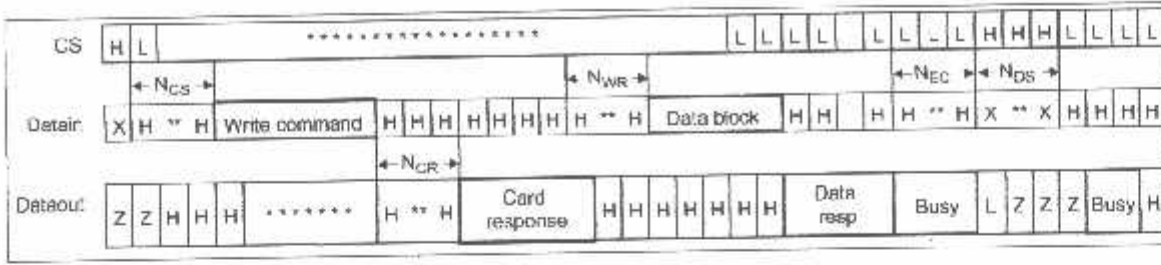 CS H L ****************** L L L L L L L L H H H L L L L
N_CS N_WR N_EC N_DS
Datain X H ** H Write command H H H H H H H H ** H Data block H H H H ** H X ** X H H H H
N_CR
Dataout Z Z H H H ******* H ** H Card response H H H H H H H Data resp Busy L Z Z Z Busy H